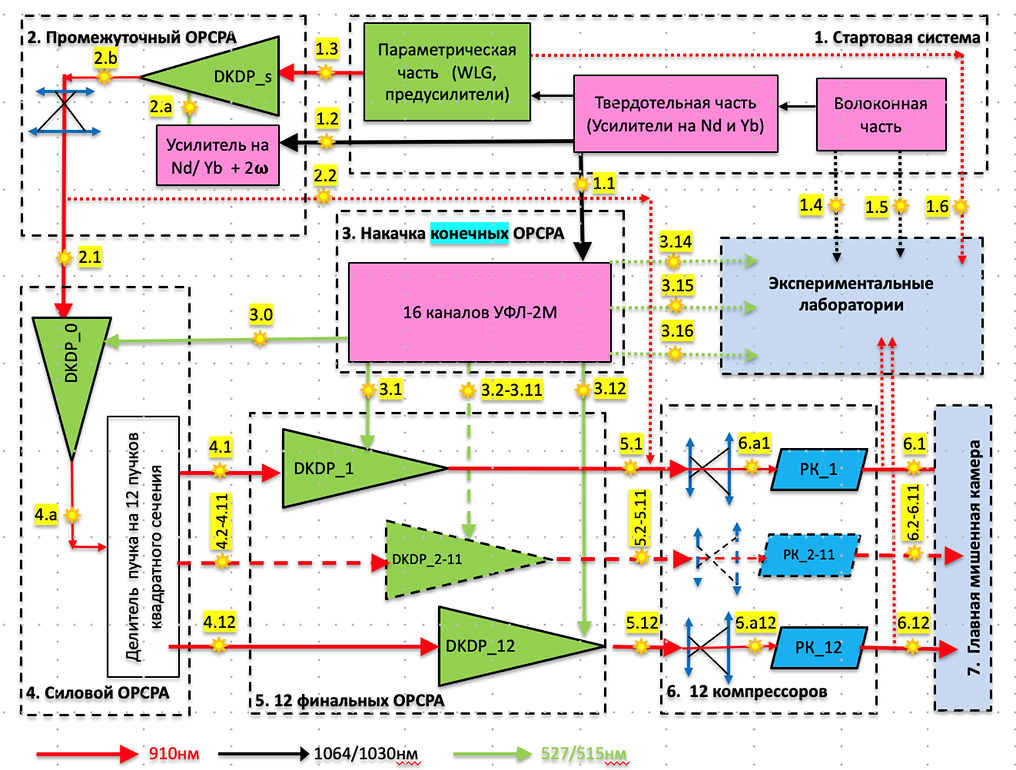 2. Промежуточный OPCPA
1. Стартовая система
2.b
DKDP_s
2.a
Усилитель на
Nd/ Yb + 2ω
1.3
1.2
2.2
Параметрическая
часть (WLG,
предусилители)
Твердотельная часть
(Усилители на Nd и Yb)
Волоконная
часть
1.1
1.4
1.5
1.6
2.1
3. Накачка конечных OPCPA
16 каналов УФЛ-2М
3.14
3.15
3.16
Экспериментальные
лаборатории
3.0
DKDP_0
3.1
3.2-3.11
3.12
4.a
Делитель пучка на 12 пучков
квадратного сечения
4.1
4.2-4.11
4.12
DKDP_1
DKDP_2-11
DKDP_12
5.1
5.2-5.11
5.12
6.a1
6.a12
РК_1
РК_2-11
РК_12
6.1
6.2-6.11
6.12
7. Главная мишенная камера
4. Силовой OPCPA
5. 12 финальных OPCPA
6. 12 компрессоров
910нм
1064/1030нм
527/515нм